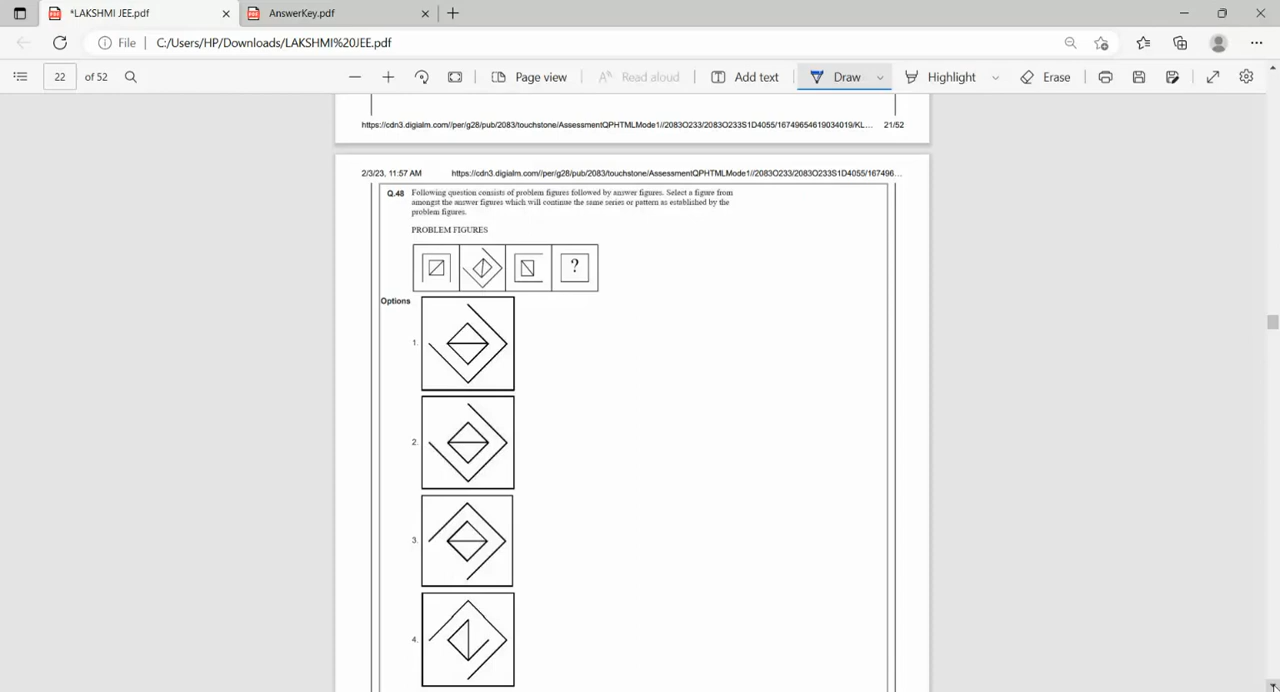 *LAKSHMI JEE.pdf
AnswerKey.pdf
File C:/Users/HP/Downloads/LAKSHMI%20JEE.pdf
22 of 52 Page view Read aloud Add text Draw Highlight Erase
https://cdn3.digialm.com//per/g28/pub/2083/touchstone/AssessmentQPHTMLMode1//2083O233/2083O233S1D4055/16749654619034019/KL... 21/52
2/3/23, 11:57 AM https://cdn3.digialm.com//per/g28/pub/2083/touchstone/AssessmentQPHTMLMode1//2083O233/2083O233S1D4055/167496...
Q.48 Following question consists of problem figures followed by answer figures. Select a figure from
amongst the answer figures which will continue the same series or pattern as established by the
problem figures.
PROBLEM FIGURES
?
Options
1.
2.
3.
4.